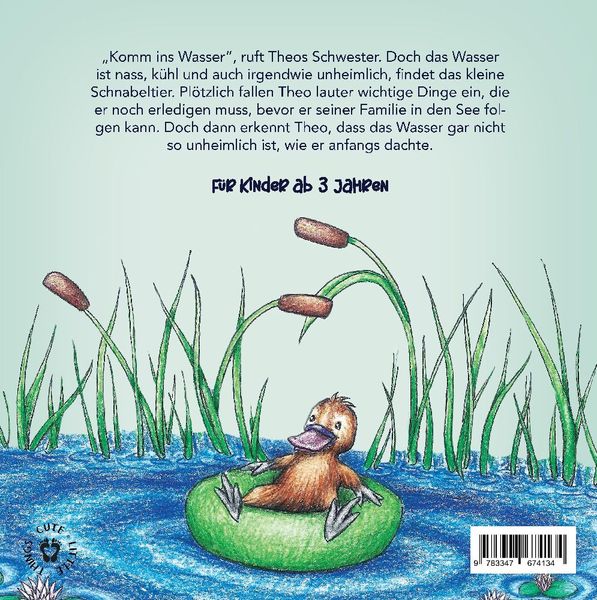 „Komm ins Wasser”, ruft Theos Schwester. Doch das Wasser
ist nass, kühl und auch irgendwie unheimlich, findet das kleine
Schnabeltier. Plötzlich fallen Theo lauter wichtige Dinge ein, die
er noch erledigen muss, bevor er seiner Familie in den See fol-
gen kann. Doch dann erkennt Theo, dass das Wasser gar nicht
so unheimlich ist, wie er anfangs dachte.
Für Kinder ab 3 Jahren
CUTE · LITTLE · THINGS
9 783347 674134